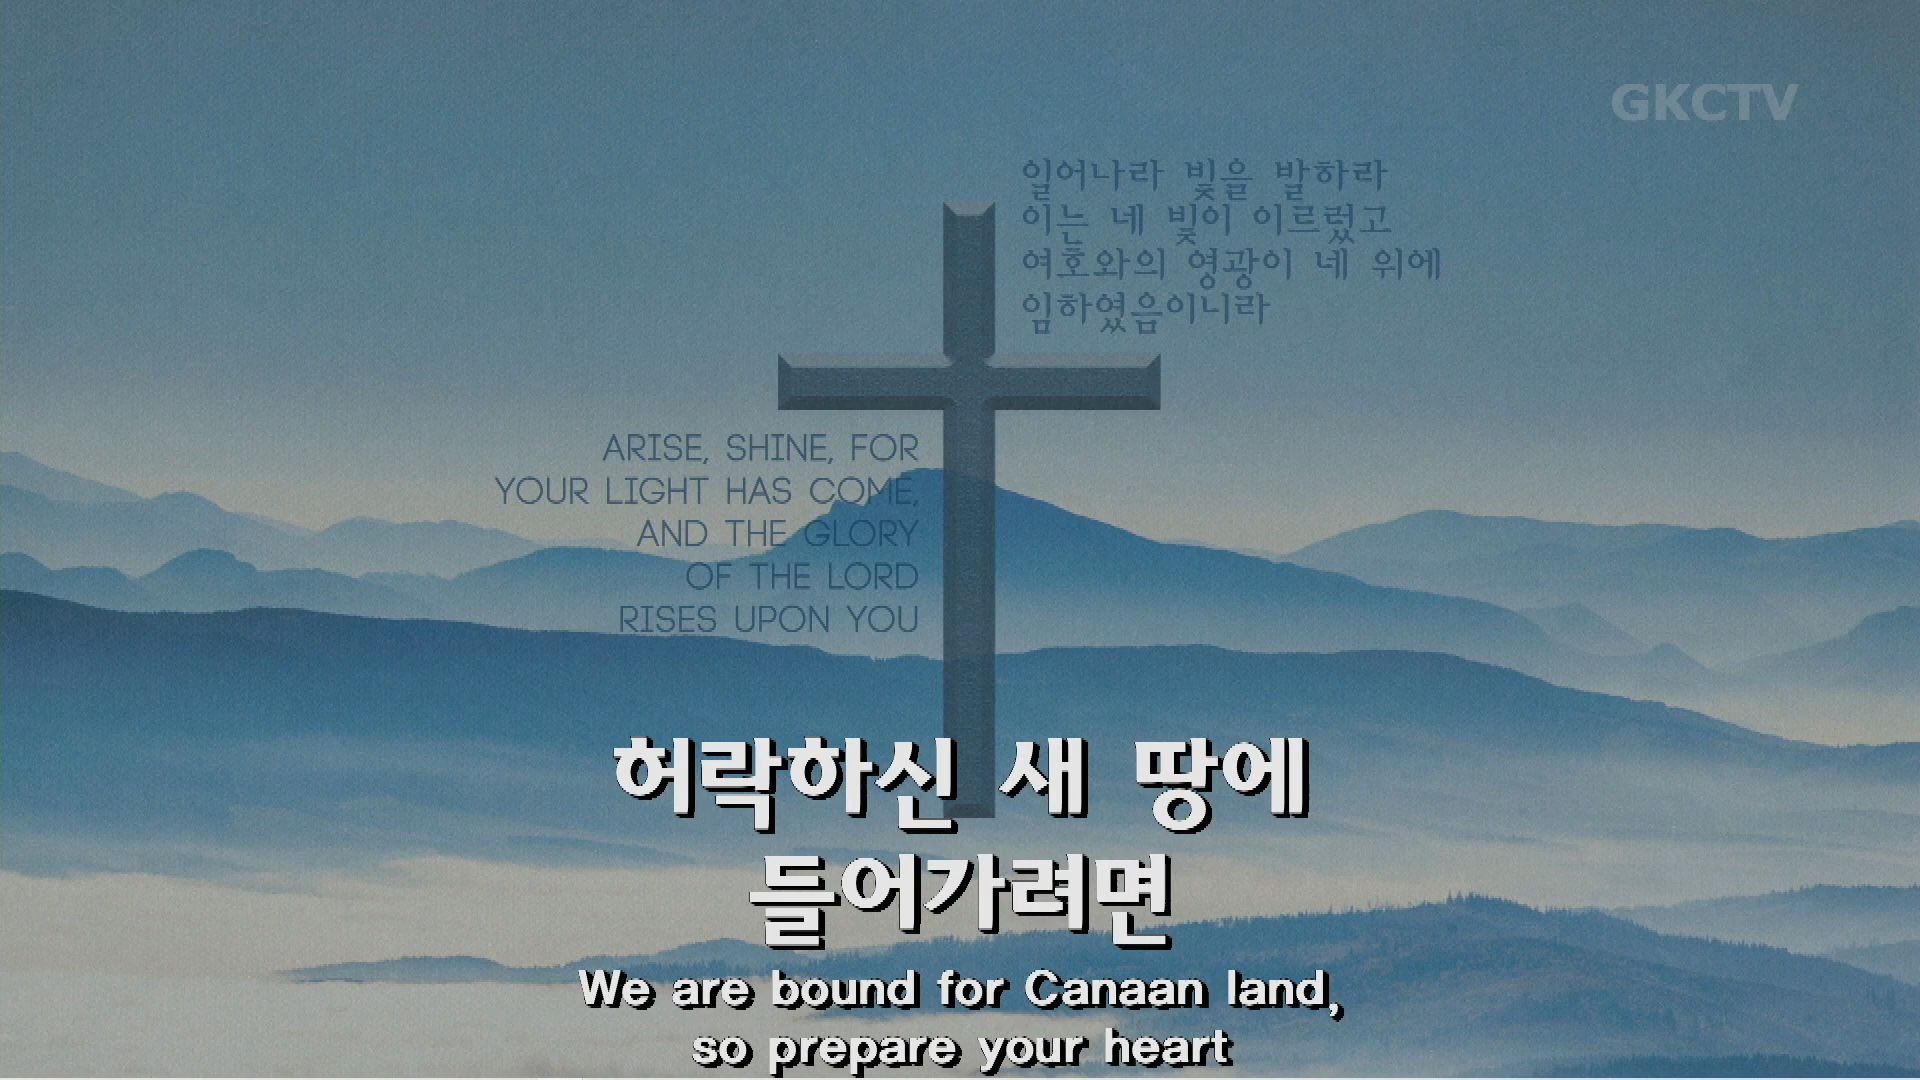 GKCTV
일어나라 빛을 발하라
이는 네 빛이 이르렀고
여호와의 영광이 네 위에
임하였음이니라
ARISE, SHINE, FOR
YOUR LIGHT HAS COME,
AND THE GLORY
OF THE LORD
RISES UPON YOU
허락하신 새 땅에
들어가려면
We are bound for Canaan land,
so prepare your heart